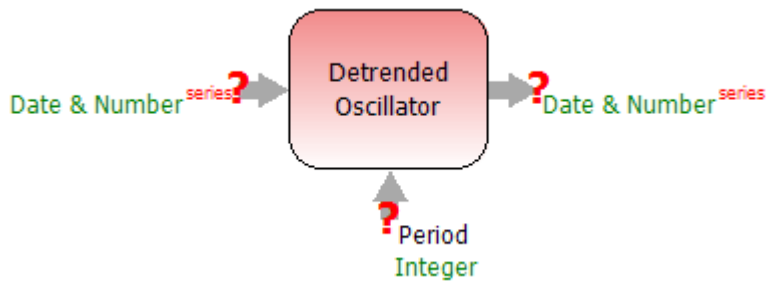 Detrended
Oscillator
Date & Number series ?
? Date & Number series
? Period
Integer